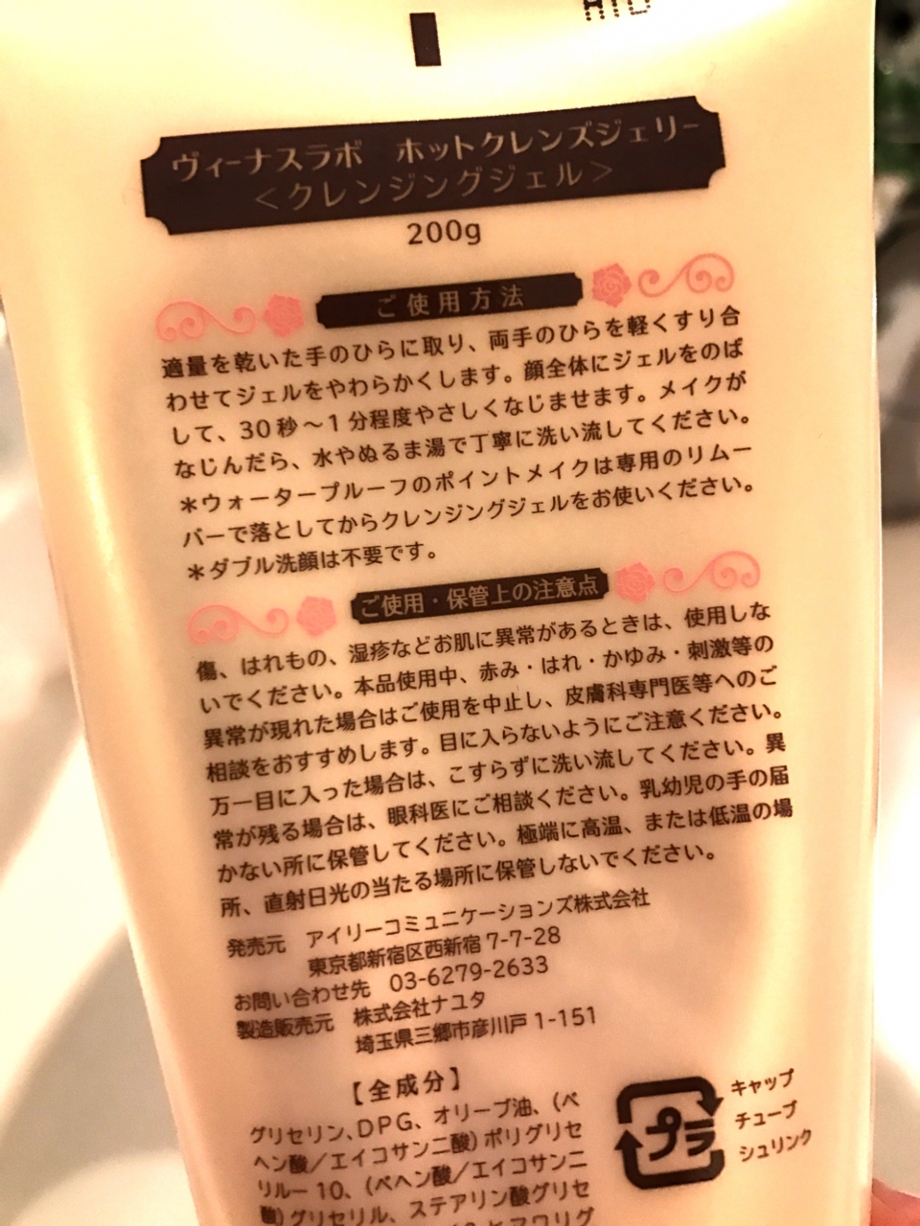 ヴィーナスラボ ホットクレンズジェリー
＜クレンジングジェル＞
200g
ご使用方法
適量を乾いた手のひらに取り、両手のひらを軽くすり合
わせてジェルをやわらかくします。顔全体にジェルをのば
して、30秒～1分程度やさしくなじませます。メイクが
なじんだら、水やぬるま湯で丁寧に洗い流してください。
＊ウォータープルーフのポイントメイクは専用のリムー
バーで落としてからクレンジングジェルをお使いください。
＊ダブル洗顔は不要です。
ご使用・保管上の注意点
傷、はれもの、湿疹などお肌に異常があるときは、使用しな
いでください。本品使用中、赤み・はれ・かゆみ・刺激等の
異常が現れた場合はご使用を中止し、皮膚科専門医等へのご
相談をおすすめします。目に入らないようにご注意ください。
万一目に入った場合は、こすらずに洗い流してください。異
常が残る場合は、眼科医にご相談ください。乳幼児の手の届
かない所に保管してください。極端に高温、または低温の場
所、直射日光の当たる場所に保管しないでください。
発売元 アイリーコミュニケーションズ株式会社
東京都新宿区西新宿7-7-28
お問い合わせ先 03-6279-2633
製造販売元 株式会社ナユタ
埼玉県三郷市彦川戸1-151
【全成分】
グリセリン、DPG、オリーブ油、（ベ
ヘン酸／エイコサン二酸）ポリグリセ
リル－10、（ベヘン酸／エイコサン二
酸）グリセリル、ステアリン酸グリセ
ヒマワリグ
プラ
キャップ
チューブ
シュリンク